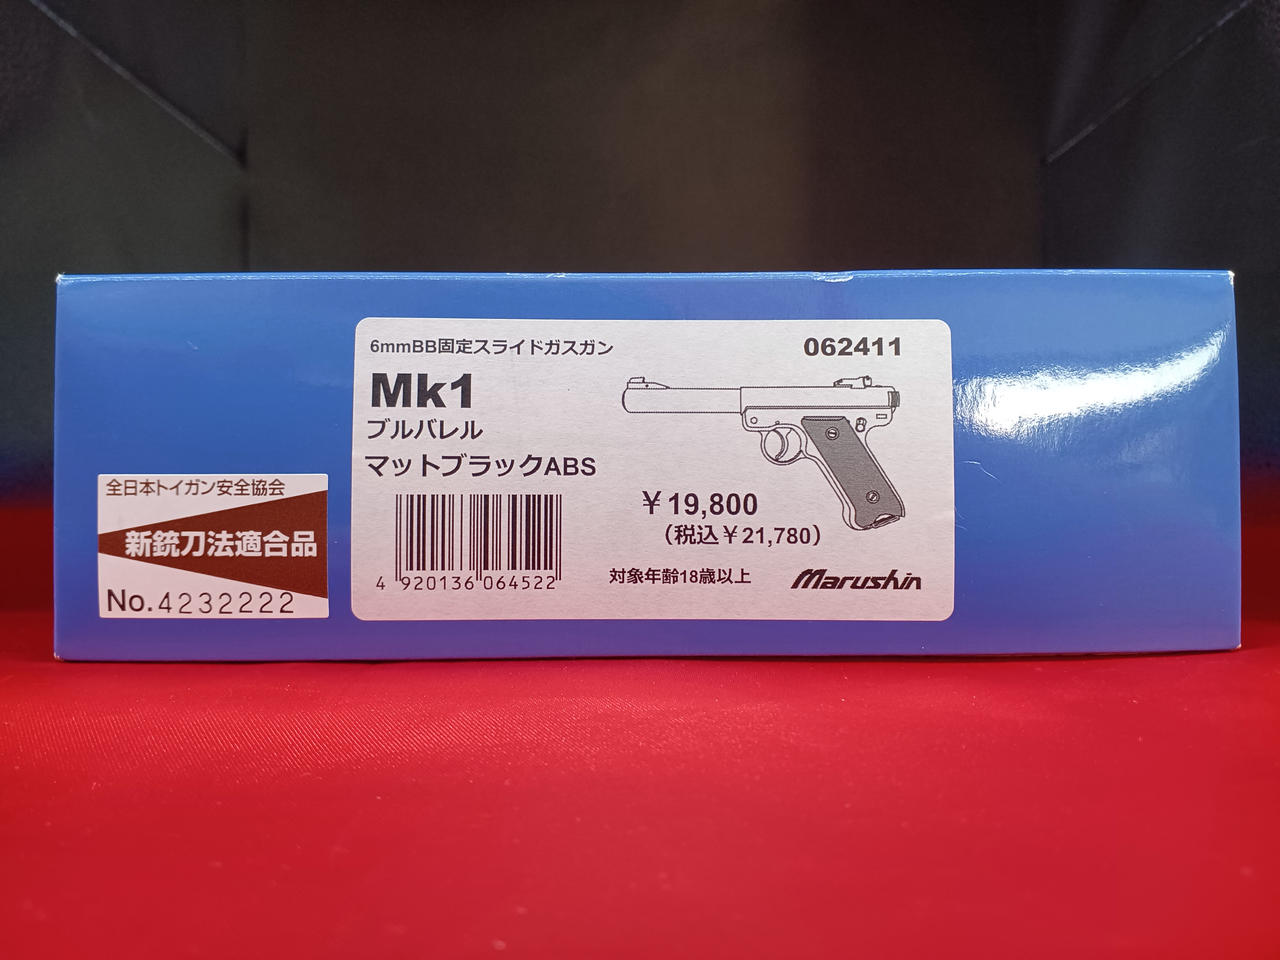 6mmBB固定スライドガスガン
062411
Mk1
ブルバレル
マットブラックABS
￥19,800
（税込￥21,780）
4 920136 064522
対象年齢18歳以上
Marushin
全日本トイガン安全協会
新銃刀法適合品
No.4232222